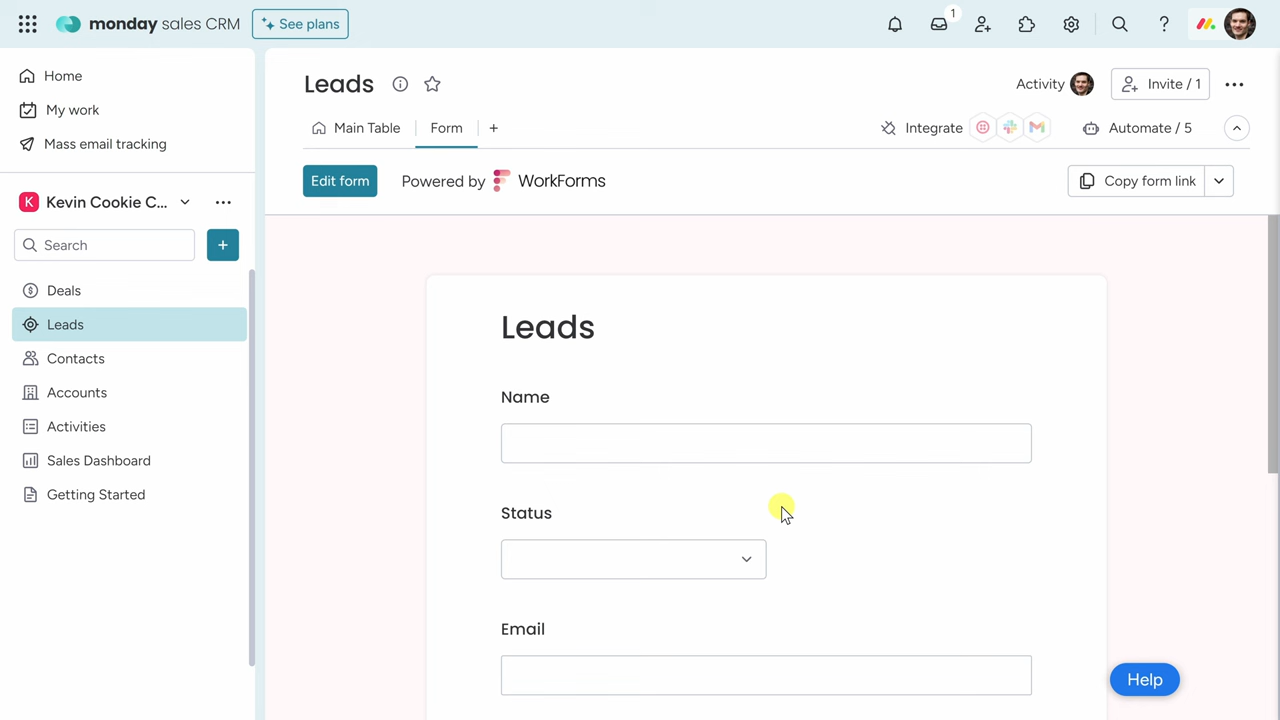 monday sales CRM
See plans
1
Home
My work
Mass email tracking
K
Kevin Cookie C...
Search
+
Deals
Leads
Contacts
Accounts
Activities
Sales Dashboard
Getting Started
Leads
Activity
Invite / 1
Main Table
Form
+
Integrate
Automate / 5
Edit form
Powered by WorkForms
Copy form link
Leads
Name
Status
Email
Help